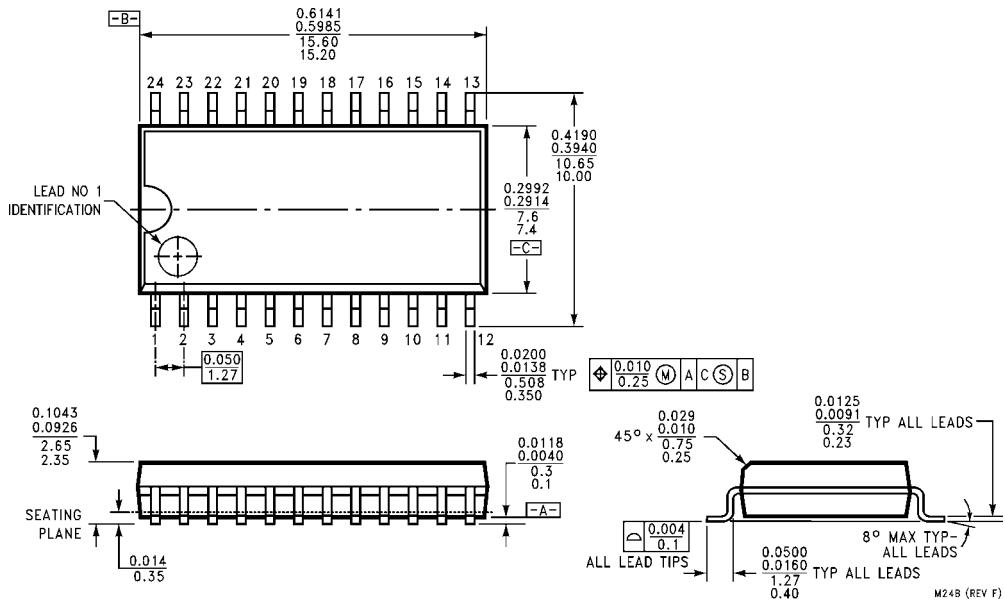 -B-
0.6141
0.5985
15.60
15.20
24 23 22 21 20 19 18 17 16 15 14 13
0.4190
0.3940
10.65
10.00
0.2992
0.2914
7.6
7.4
-C-
LEAD NO 1
IDENTIFICATION
1 2 3 4 5 6 7 8 9 10 11 12
0.050
1.27
0.0200
0.0138
0.508
0.350
TYP
0.010
0.25
M A C S B
0.1043
0.0926
2.65
2.35
0.0118
0.0040
0.3
0.1
-A-
SEATING
PLANE
0.014
0.35
45° x
0.029
0.010
0.75
0.25
0.0125
0.0091
0.32
0.23
TYP ALL LEADS
0.004
0.1
ALL LEAD TIPS
0.0500
0.0160
1.27
0.40
TYP ALL LEADS
8° MAX TYP-
ALL LEADS
M24B (REV F)